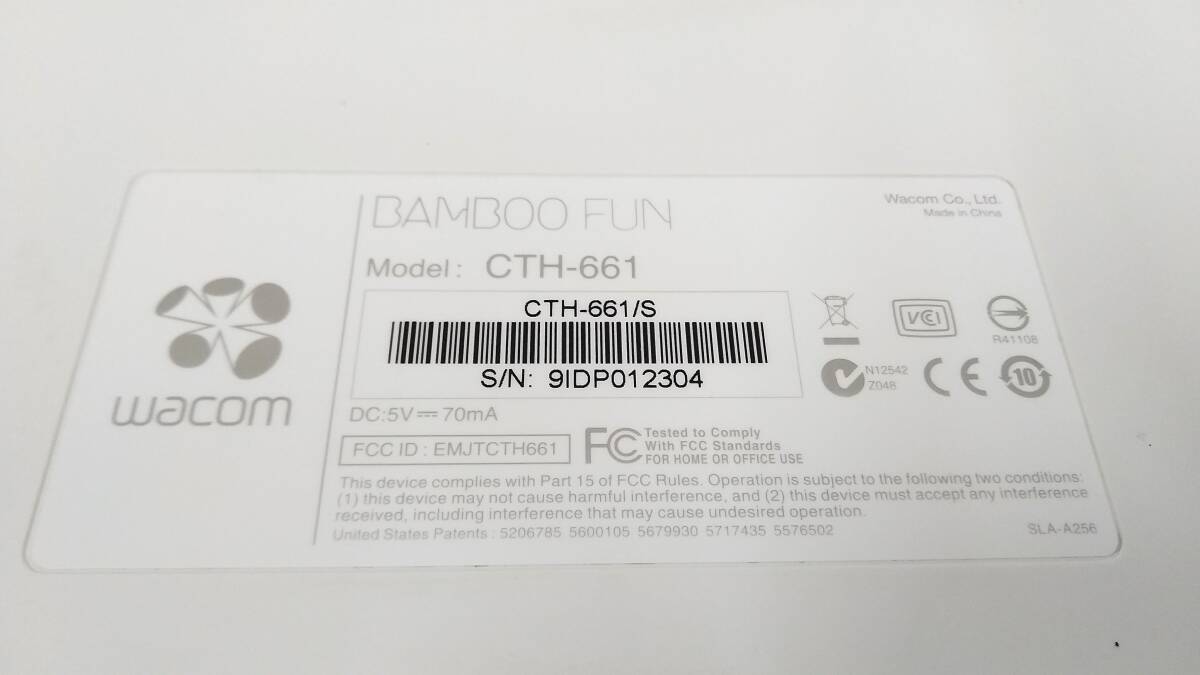 BAMBOO FUN
Wacom Co., Ltd.
Made in China
Model: CTH-661
CTH-661/S
S/N: 9IDP012304
VCI
R41108
N12542
Z048
CE
10
wacom
DC:5V⎓70mA
FCC ID : EMJTCTH661
FC Tested to Comply
With FCC Standards
FOR HOME OR OFFICE USE
This device complies with Part 15 of FCC Rules. Operation is subject to the following two conditions:
(1) this device may not cause harmful interference, and (2) this device must accept any interference
received, including interference that may cause undesired operation.
United States Patents : 5206785 5600105 5679930 5717435 5576502
SLA-A256